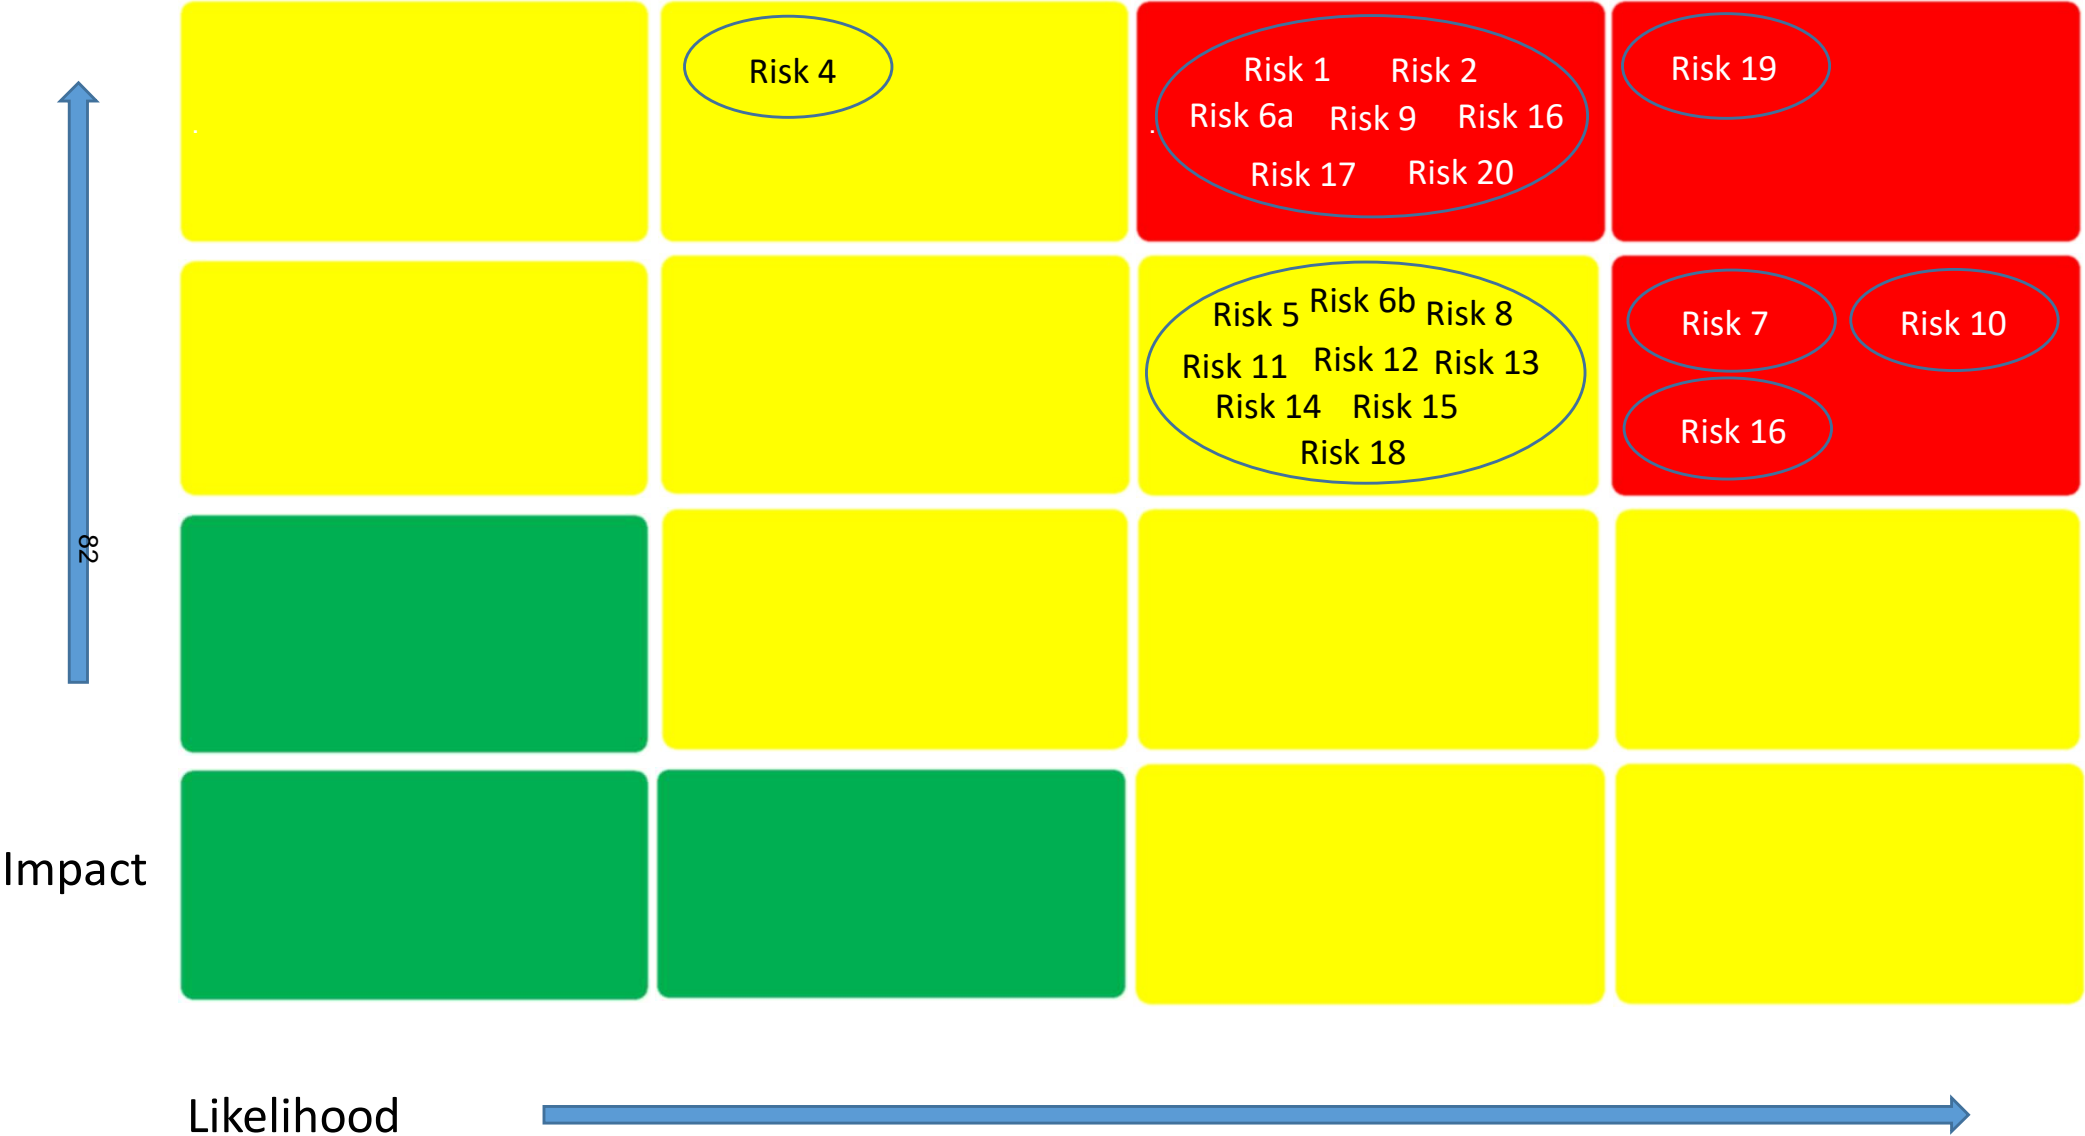 Risk 4
Risk 1 Risk 2
Risk 6a Risk 9 Risk 16
Risk 17 Risk 20
Risk 19
Risk 5 Risk 6b Risk 8
Risk 11 Risk 12 Risk 13
Risk 14 Risk 15
Risk 18
Risk 7 Risk 10
Risk 16
82
Impact
Likelihood